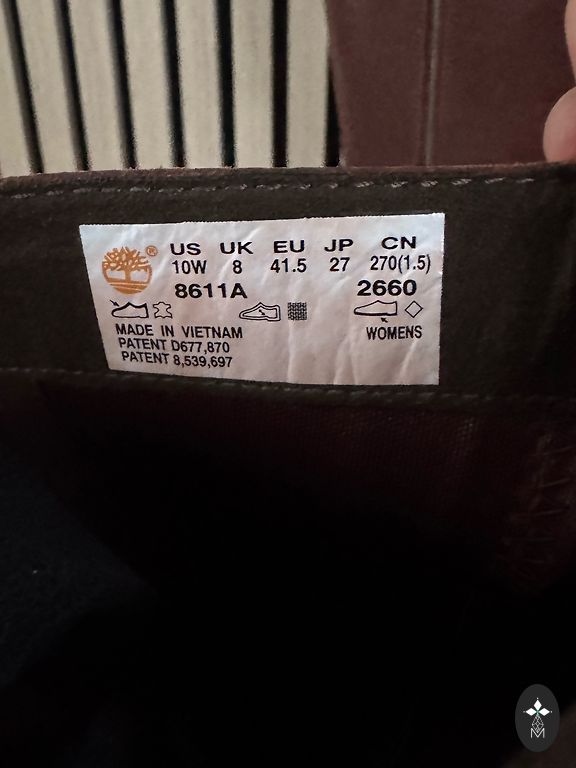 ® US UK EU JP CN
10W 8 41.5 27 270(1.5)
8611A 2660
MADE IN VIETNAM WOMENS
PATENT D677,870
PATENT 8,539,697
M